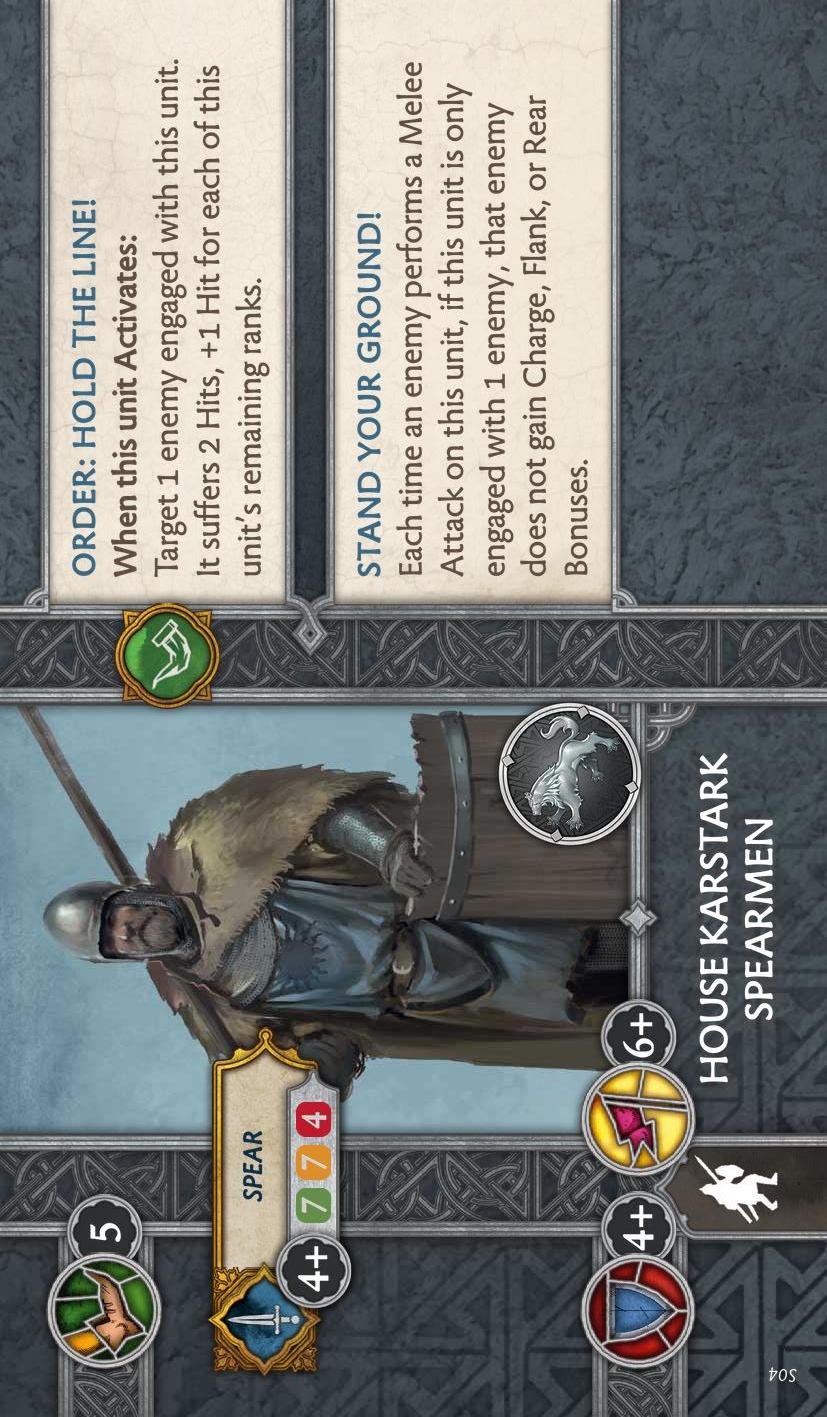 5
SPEAR
4+
7 7 4
4+
6+
HOUSE KARSTARK
SPEARMEN
S04
ORDER: HOLD THE LINE!
When this unit Activates:
Target 1 enemy engaged with this unit.
It suffers 2 Hits, +1 Hit for each of this
unit's remaining ranks.
STAND YOUR GROUND!
Each time an enemy performs a Melee
Attack on this unit, if this unit is only
engaged with 1 enemy, that enemy
does not gain Charge, Flank, or Rear
Bonuses.